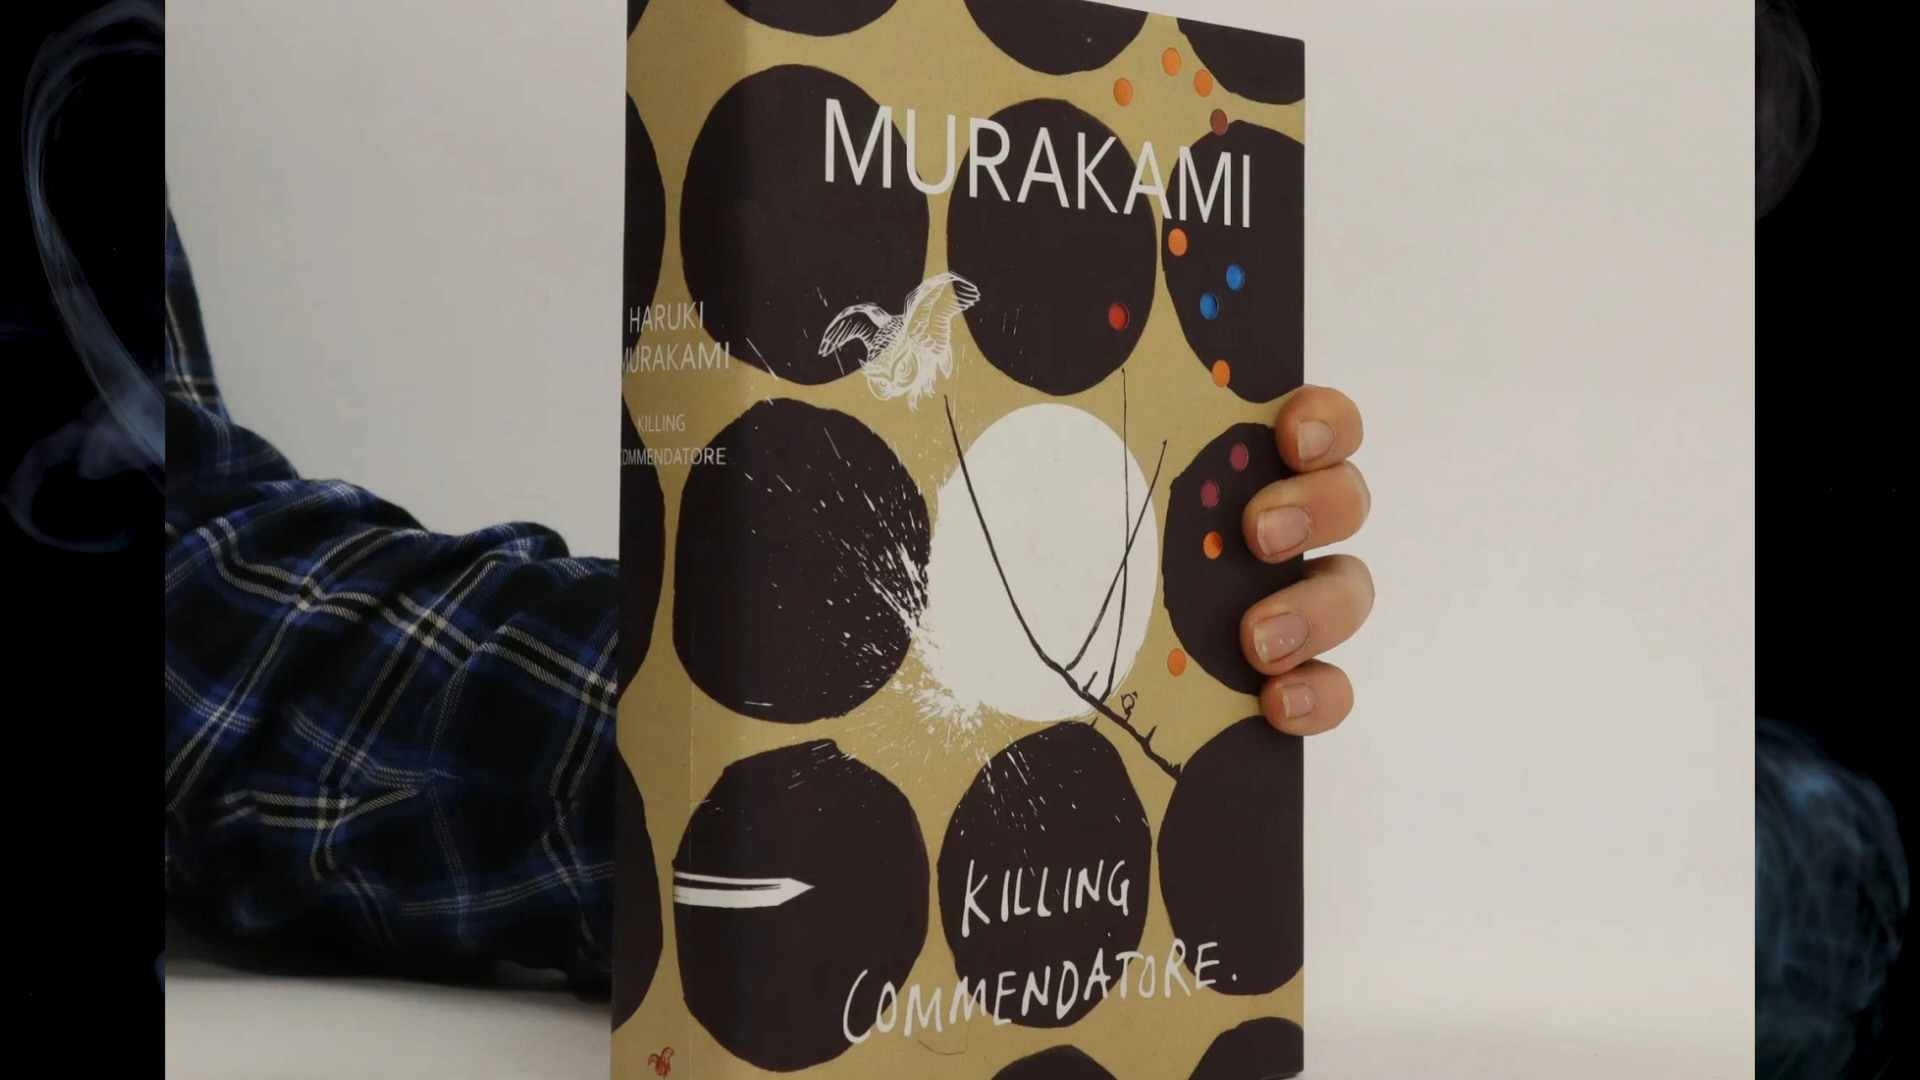 MURAKAMI
HARUKI
MURAKAMI
KILLING
COMMENDATORE
KILLING
COMMENDATORE.